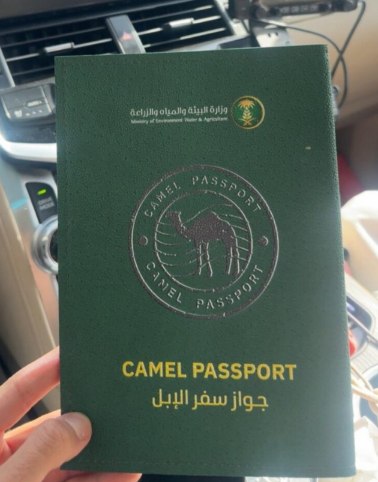 وزارة البيئة والمياه والزراعة
Ministry of Environment Water & Agriculture
CAMEL PASSPORT
CAMEL PASSPORT
CAMEL PASSPORT
جواز سفر الإبل